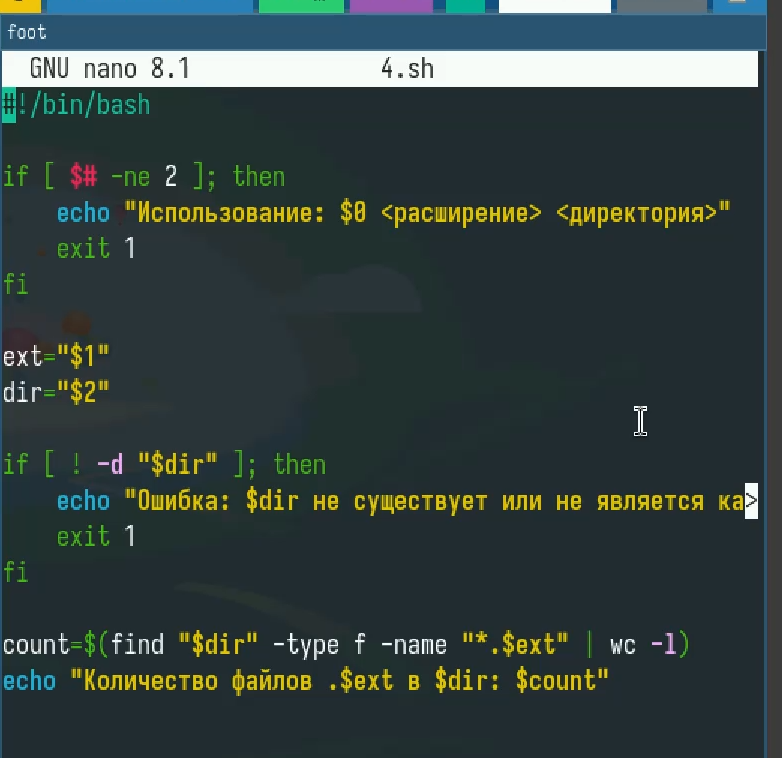 foot
GNU nano 8.1 4.sh
#!/bin/bash
if [ $# -ne 2 ]; then
echo "Использование: $0 <расширение> <директория>"
exit 1
fi
ext="$1"
dir="$2"
if [ ! -d "$dir" ]; then
echo "Ошибка: $dir не существует или не является ка>
exit 1
fi
count=$(find "$dir" -type f -name "*.$ext" | wc -l)
echo "Количество файлов .$ext в $dir: $count"